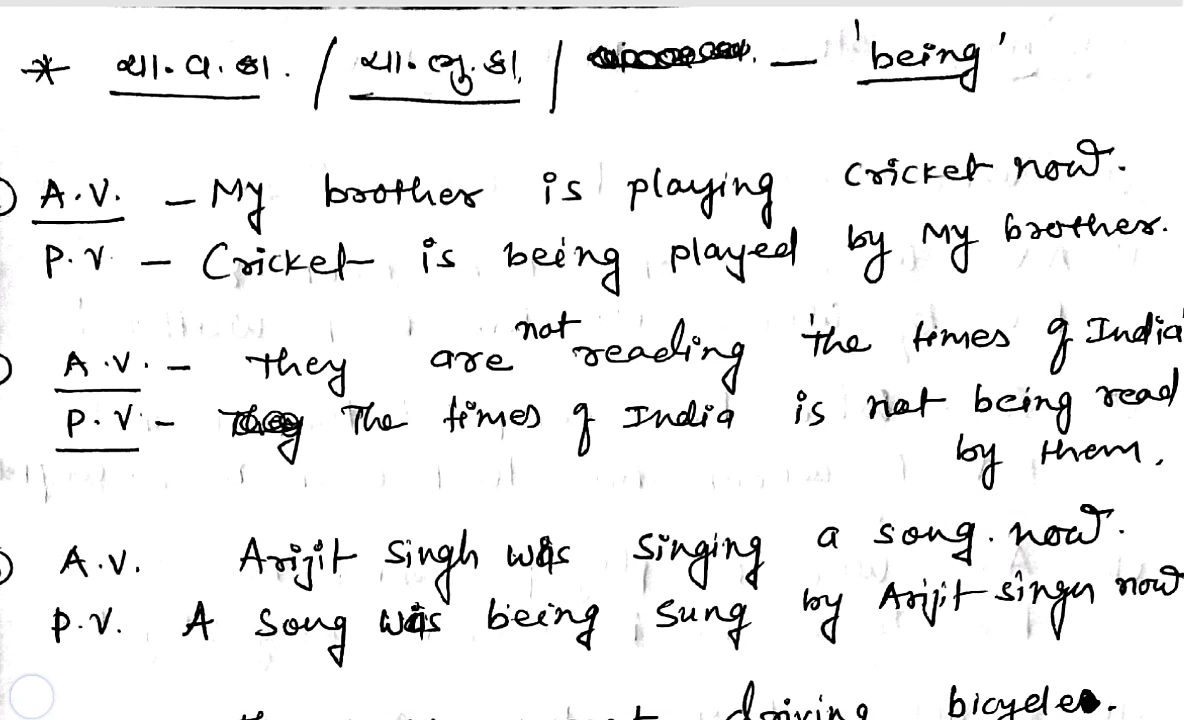 * ચા. વ. કા. / ચા. ભૂ. કા. / — 'being'
A.V. – My brother is playing cricket now.
P.V. – Cricket is being played by My brother.
A.V. – They are not reading the times of India
P.V. – The times of India is not being read
by them.
A.V. Arijit Singh was singing a song. now.
P.V. A song was being sung by Arijit now
driving bicycles.